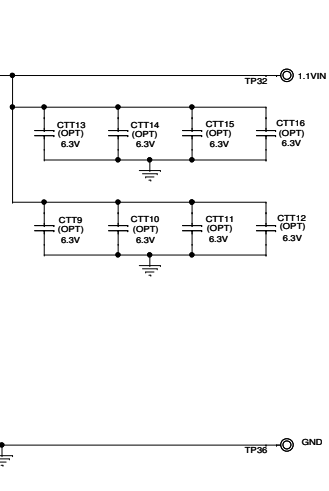 TP32
1.1VIN
CTT13
(OPT)
6.3V
CTT14
(OPT)
6.3V
CTT15
(OPT)
6.3V
CTT16
(OPT)
6.3V
CTT9
(OPT)
6.3V
CTT10
(OPT)
6.3V
CTT11
(OPT)
6.3V
CTT12
(OPT)
6.3V
TP36
GND